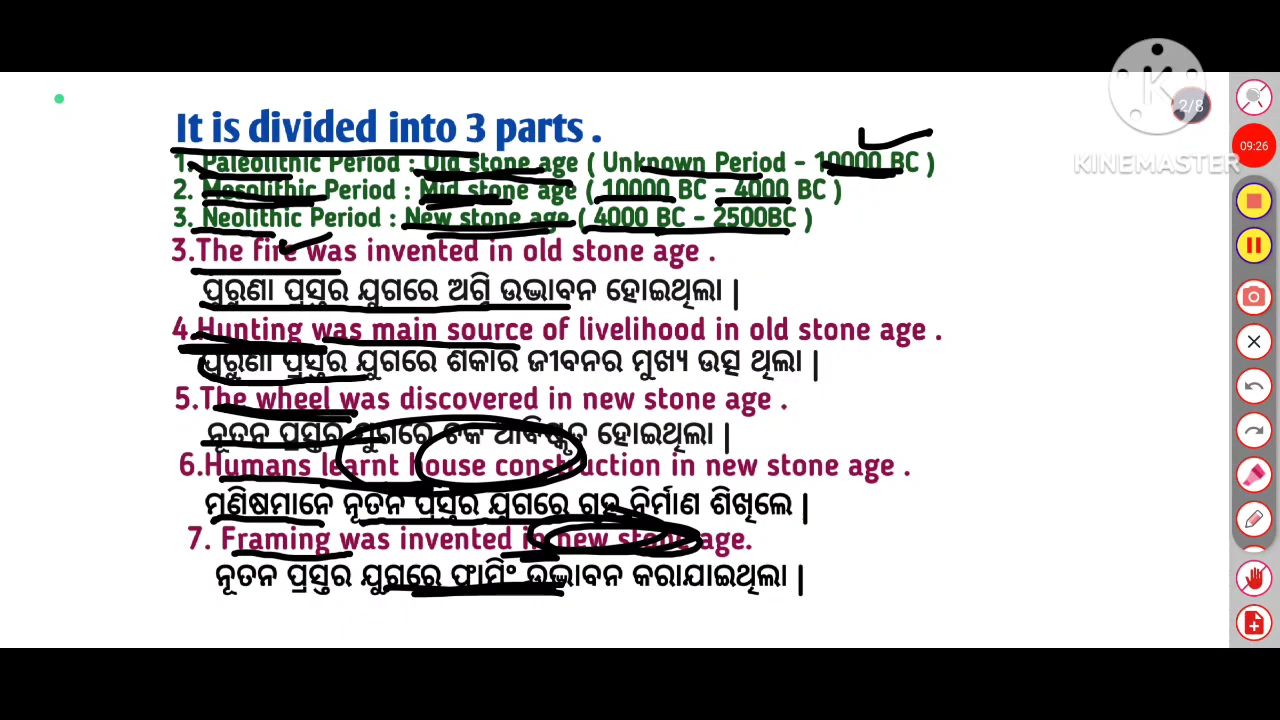 It is divided into 3 parts .
1. Paleolithic Period : Old stone age ( Unknown Period - 10000 BC )
2. Mesolithic Period : Mid stone age ( 10000 BC - 4000 BC )
3. Neolithic Period : New stone age ( 4000 BC - 2500BC )
3.The fire was invented in old stone age .
ପୁରୁଣା ପ୍ରସ୍ତର ଯୁଗରେ ଅଗ୍ନି ଉଦ୍ଭାବନ ହୋଇଥିଲା |
4.Hunting was main source of livelihood in old stone age .
ପୁରୁଣା ପ୍ରସ୍ତର ଯୁଗରେ ଶିକାର ଜୀବନର ମୁଖ୍ୟ ଉତ୍ସ ଥିଲା |
5.The wheel was discovered in new stone age .
ନୂତନ ପ୍ରସ୍ତର ଯୁଗରେ ଚକ ଆବିଷ୍କୃତ ହୋଇଥିଲା |
6.Humans learnt house construction in new stone age .
ମଣିଷମାନେ ନୂତନ ପ୍ରସ୍ତର ଯୁଗରେ ଗୃହ ନିର୍ମାଣ ଶିଖିଲେ |
7. Framing was invented in new stone age.
ନୂତନ ପ୍ରସ୍ତର ଯୁଗରେ ଫାର୍ମିଂ ଉଦ୍ଭାବନ କରାଯାଇଥିଲା |
2/8
KINEMASTER
09:26